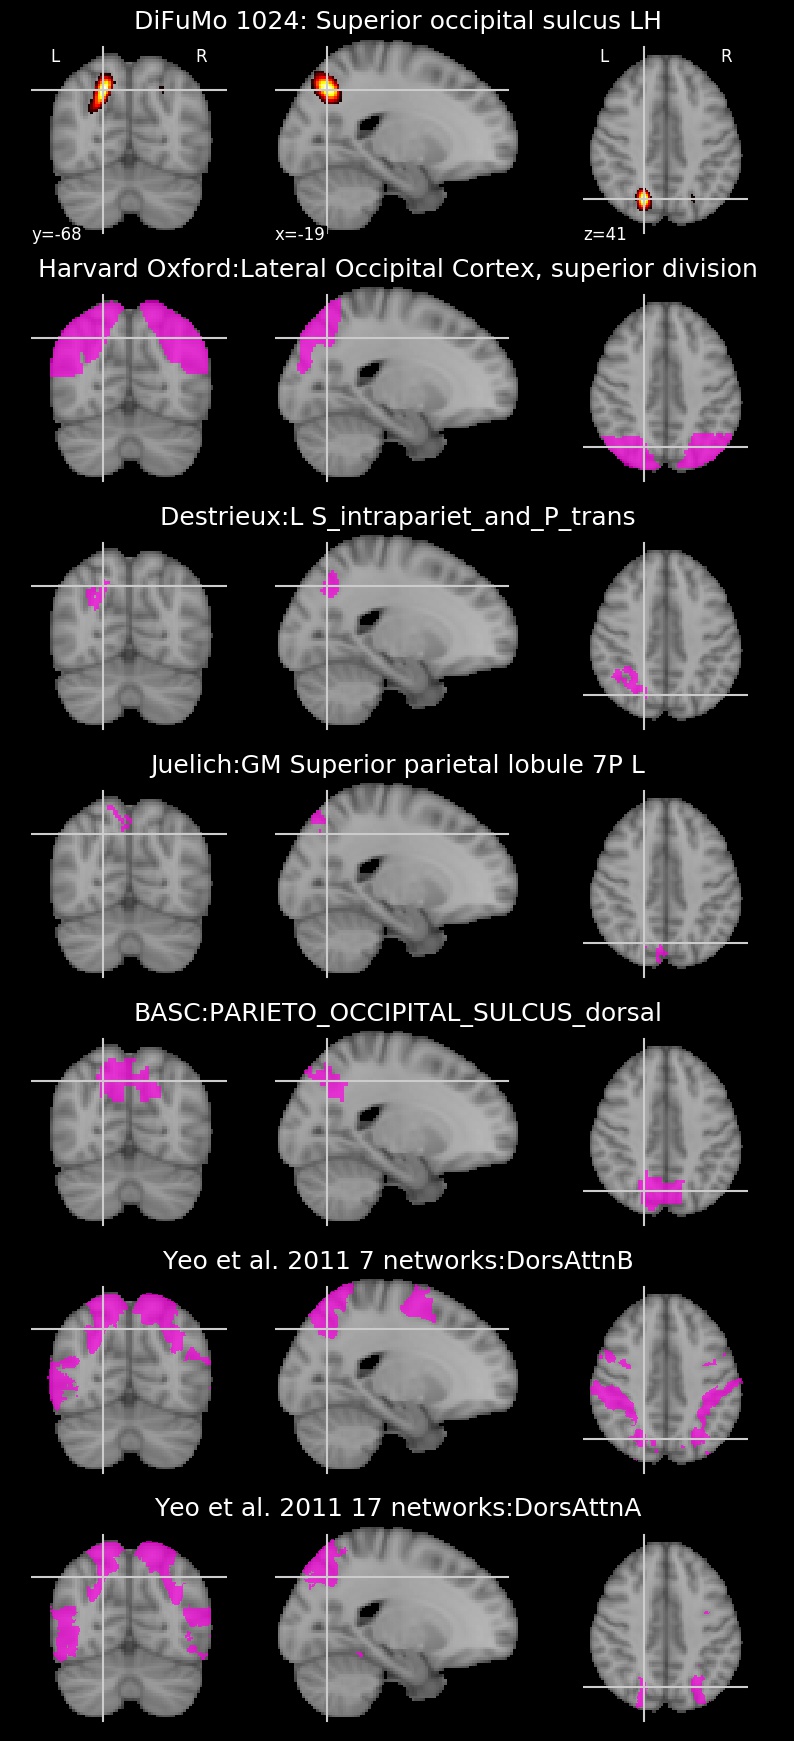 DiFuMo 1024: Superior occipital sulcus LH
L R L R
y=-68 x=-19 z=41
Harvard Oxford:Lateral Occipital Cortex, superior division
Destrieux:L S_intrapariet_and_P_trans
Juelich:GM Superior parietal lobule 7P L
BASC:PARIETO_OCCIPITAL_SULCUS_dorsal
Yeo et al. 2011 7 networks:DorsAttnB
Yeo et al. 2011 17 networks:DorsAttnA